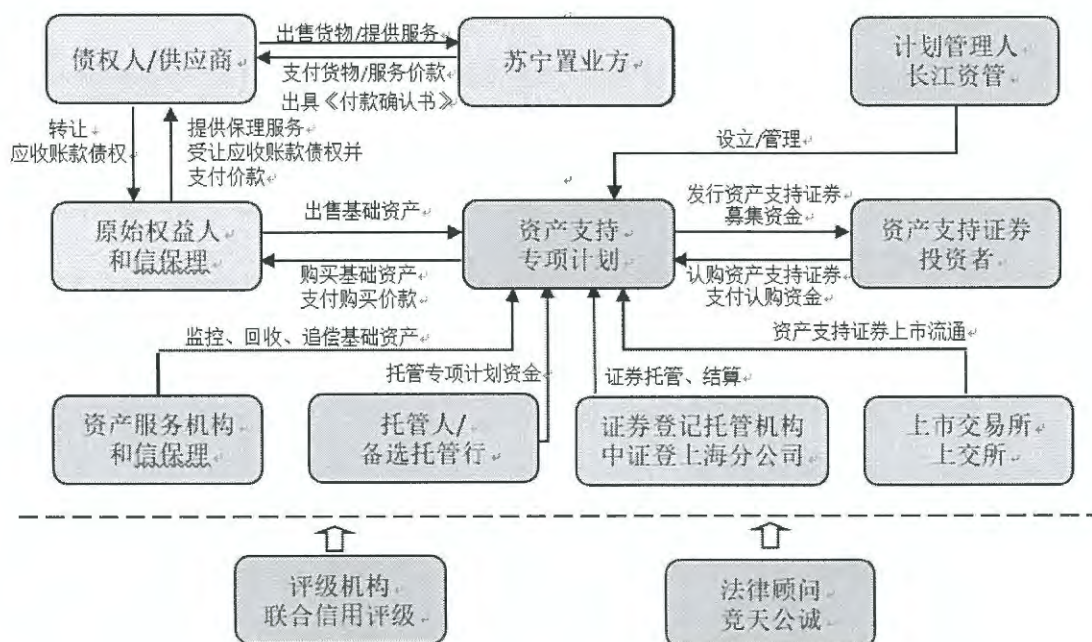 债权人/供应商
出售货物/提供服务
支付货物/服务价款
出具《付款确认书》
苏宁置业方
计划管理人
长江资管
转让
应收账款债权
提供保理服务
受让应收账款债权并
支付价款
设立/管理
原始权益人
和信保理
出售基础资产
购买基础资产
支付购买价款
资产支持
专项计划
发行资产支持证券
募集资金
认购资产支持证券
支付认购资金
资产支持证券
投资者
监控、回收、追偿基础资产
托管专项计划资金
证券托管、结算
资产支持证券上市流通
资产服务机构
和信保理
托管人/
备选托管行
证券登记托管机构
中证登上海分公司
上市交易所
上交所
评级机构
联合信用评级
法律顾问
竞天公诚